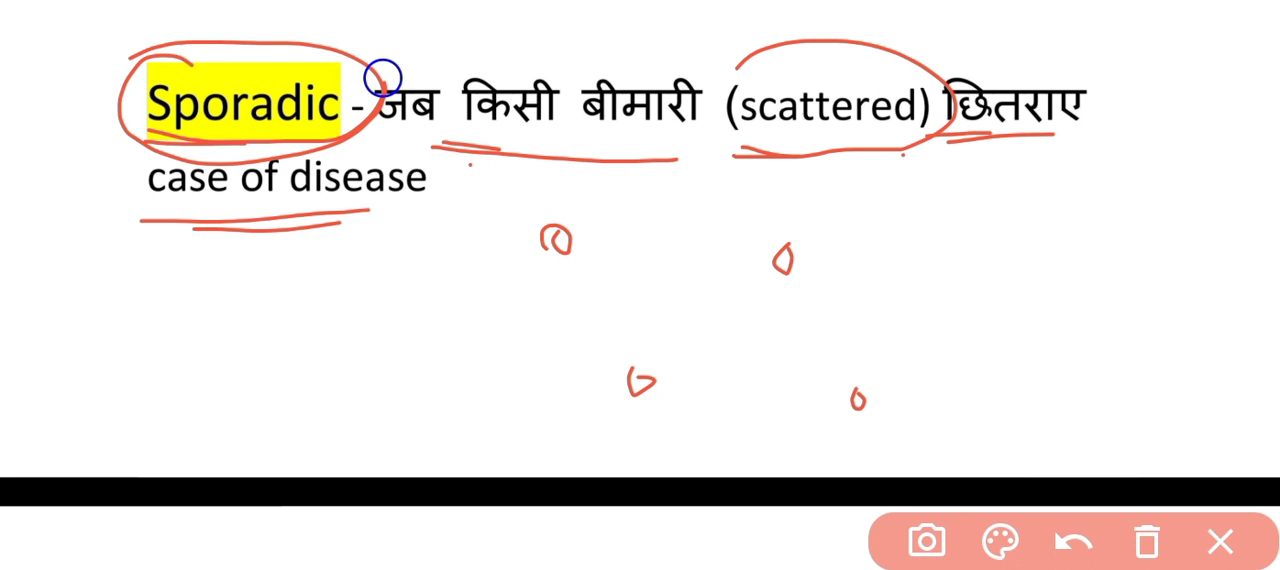 Sporadic - जब किसी बीमारी (scattered) छितराए
case of disease